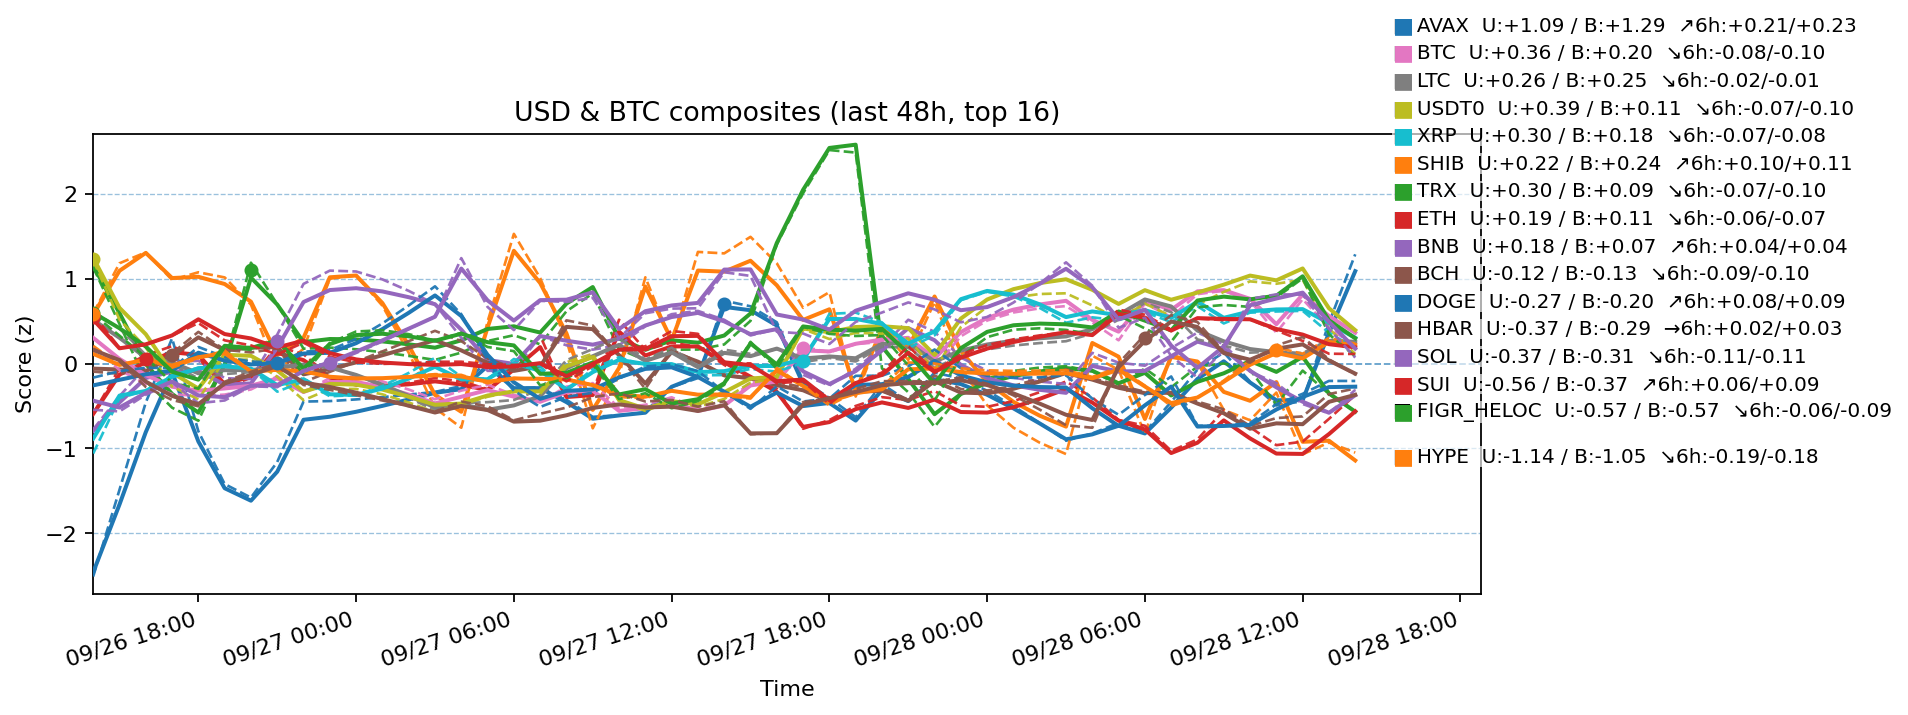 AVAX U:+1.09 / B:+1.29 ↗6h:+0.21/+0.23
BTC U:+0.36 / B:+0.20 ↘6h:-0.08/-0.10
LTC U:+0.26 / B:+0.25 ↘6h:-0.02/-0.01
USD & BTC composites (last 48h, top 16)
USDT0 U:+0.39 / B:+0.11 ↘6h:-0.07/-0.10
XRP U:+0.30 / B:+0.18 ↘6h:-0.07/-0.08
SHIB U:+0.22 / B:+0.24 ↗6h:+0.10/+0.11
TRX U:+0.30 / B:+0.09 ↘6h:-0.07/-0.10
ETH U:+0.19 / B:+0.11 ↘6h:-0.06/-0.07
BNB U:+0.18 / B:+0.07 ↗6h:+0.04/+0.04
BCH U:-0.12 / B:-0.13 ↘6h:-0.09/-0.10
DOGE U:-0.27 / B:-0.20 ↗6h:+0.08/+0.09
HBAR U:-0.37 / B:-0.29 →6h:+0.02/+0.03
SOL U:-0.37 / B:-0.31 ↘6h:-0.11/-0.11
SUI U:-0.56 / B:-0.37 ↗6h:+0.06/+0.09
FIGR_HELOC U:-0.57 / B:-0.57 ↘6h:-0.06/-0.09
HYPE U:-1.14 / B:-1.05 ↘6h:-0.19/-0.18
Score (z)
2
1
0
−1
−2
09/26 18:00
09/27 00:00
09/27 06:00
09/27 12:00
09/27 18:00
09/28 00:00
09/28 06:00
09/28 12:00
09/28 18:00
Time